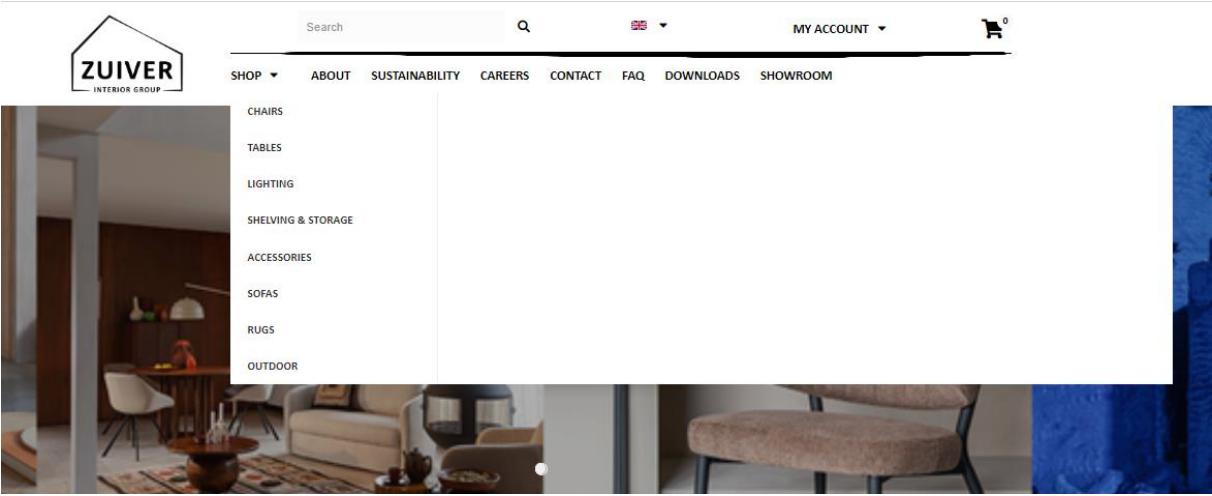 Search
MY ACCOUNT
0
ZUIVER
INTERIOR GROUP
SHOP ABOUT SUSTAINABILITY CAREERS CONTACT FAQ DOWNLOADS SHOWROOM
CHAIRS
TABLES
LIGHTING
SHELVING & STORAGE
ACCESSORIES
SOFAS
RUGS
OUTDOOR